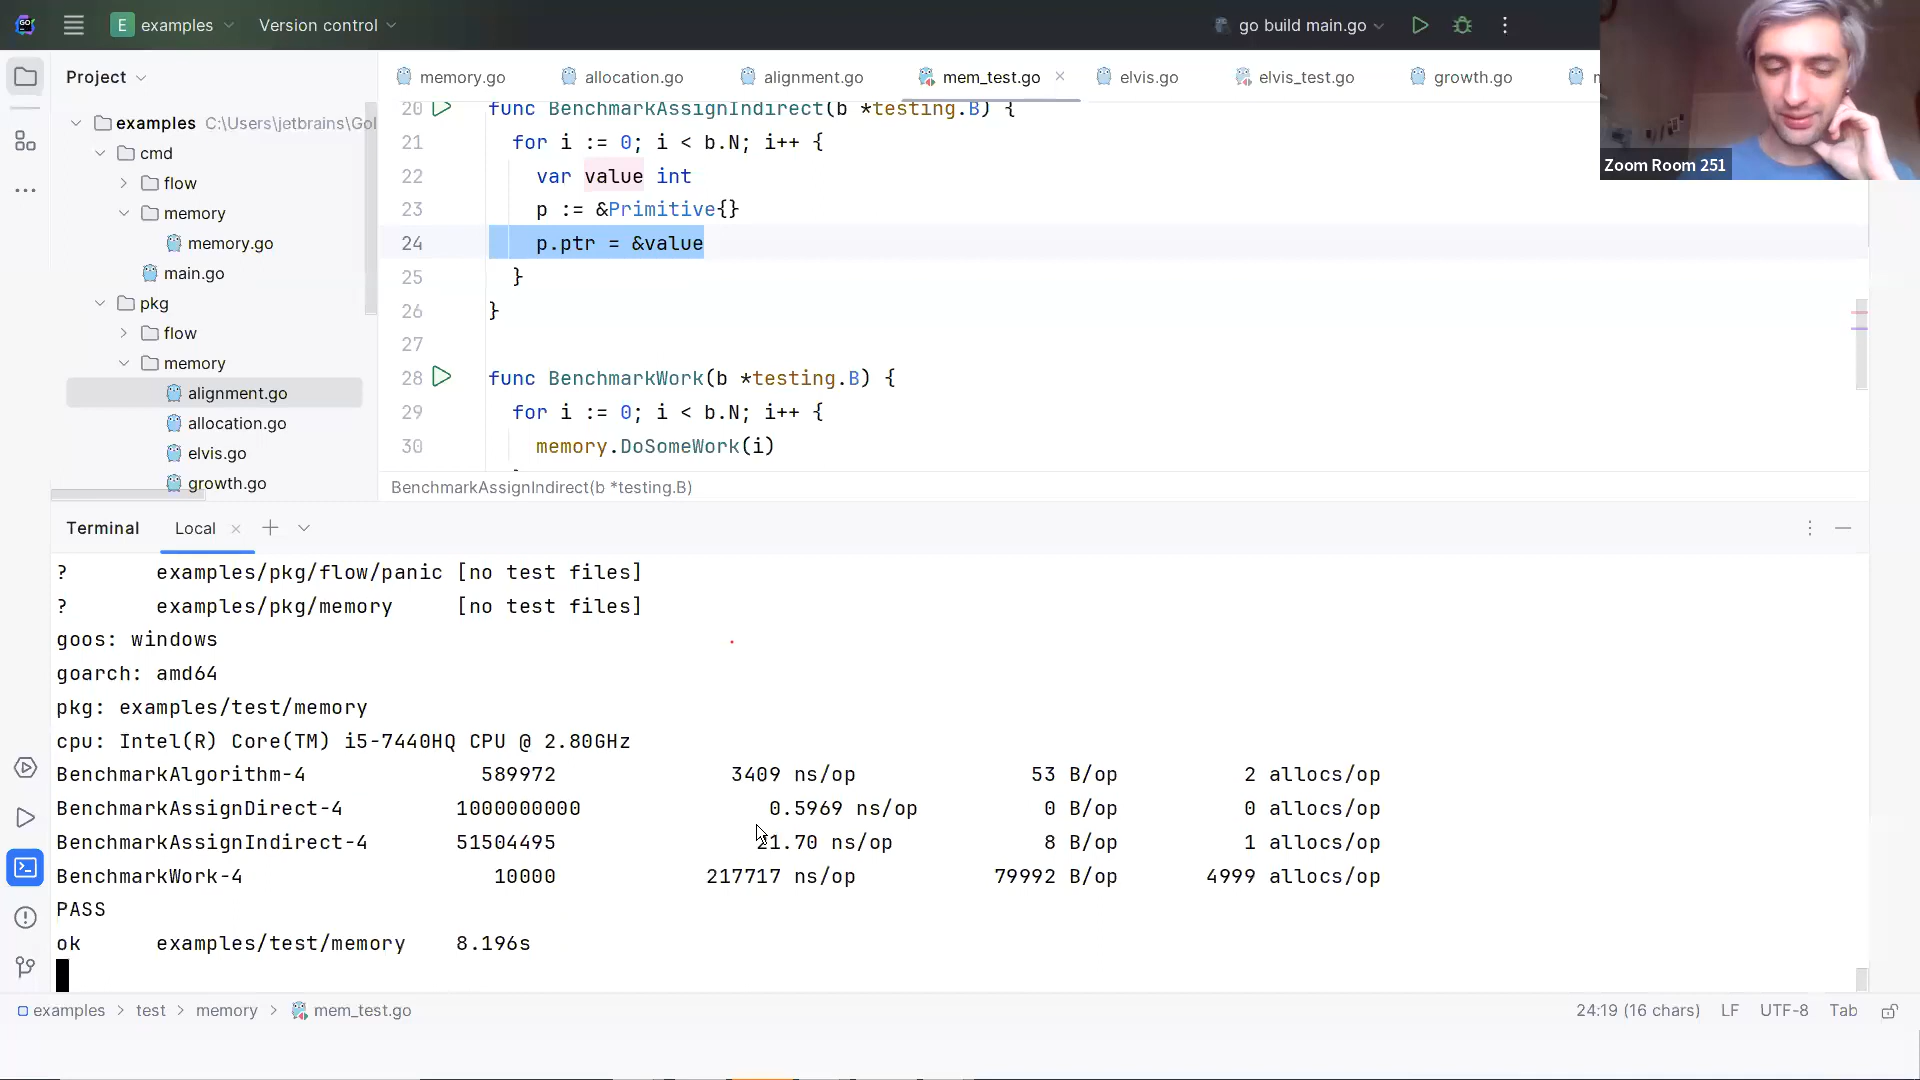 GO
E examples
Version control
go build main.go
Zoom Room 251
Project
memory.go
allocation.go
alignment.go
mem_test.go
elvis.go
elvis_test.go
growth.go
examples C:\Users\jetbrains\Gol
cmd
flow
memory
memory.go
main.go
pkg
flow
memory
alignment.go
allocation.go
elvis.go
growth.go
20 func BenchmarkAssignIndirect(b *testing.B) {
21 for i := 0; i < b.N; i++ {
22 var value int
23 p := &Primitive{}
24 p.ptr = &value
25 }
26 }
27
28 func BenchmarkWork(b *testing.B) {
29 for i := 0; i < b.N; i++ {
30 memory.DoSomeWork(i)
BenchmarkAssignIndirect(b *testing.B)
Terminal
Local
? examples/pkg/flow/panic [no test files]
? examples/pkg/memory [no test files]
goos: windows
goarch: amd64
pkg: examples/test/memory
cpu: Intel(R) Core(TM) i5-7440HQ CPU @ 2.80GHz
BenchmarkAlgorithm-4 589972 3409 ns/op 53 B/op 2 allocs/op
BenchmarkAssignDirect-4 1000000000 0.5969 ns/op 0 B/op 0 allocs/op
BenchmarkAssignIndirect-4 51504495 21.70 ns/op 8 B/op 1 allocs/op
BenchmarkWork-4 10000 217717 ns/op 79992 B/op 4999 allocs/op
PASS
ok examples/test/memory 8.196s
examples > test > memory > mem_test.go
24:19 (16 chars) LF UTF-8 Tab